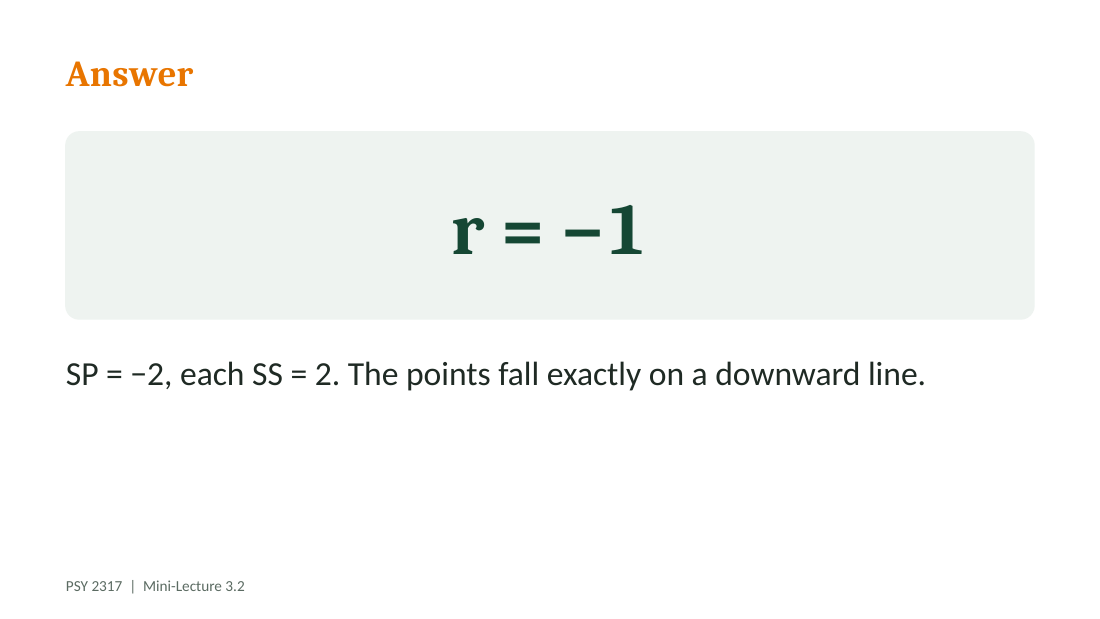 Answer
r = −1
SP = −2, each SS = 2. The points fall exactly on a downward line.
PSY 2317 | Mini-Lecture 3.2